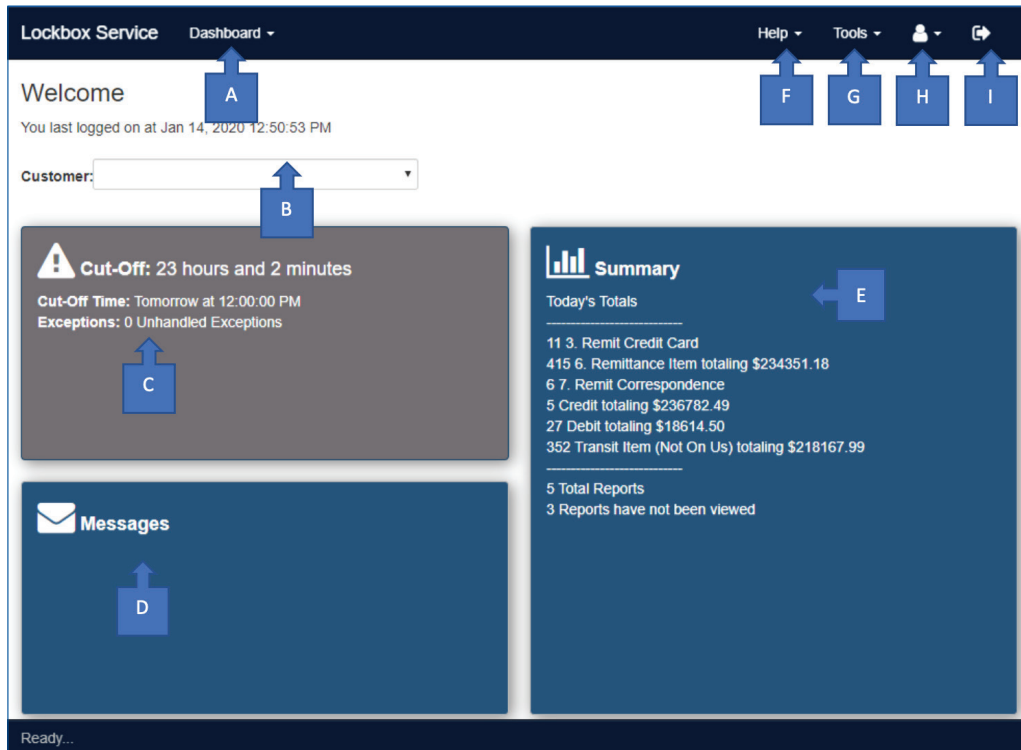 Lockbox Service Dashboard Help Tools
A F G H I
Welcome
You last logged on at Jan 14, 2020 12:50:53 PM
Customer:
B
Cut-Off: 23 hours and 2 minutes
Cut-Off Time: Tomorrow at 12:00:00 PM
Exceptions: 0 Unhandled Exceptions
C
Messages
D
Summary
E
Today's Totals
----------------------------
11 3. Remit Credit Card
415 6. Remittance Item totaling $234351.18
6 7. Remit Correspondence
5 Credit totaling $236782.49
27 Debit totaling $18614.50
352 Transit Item (Not On Us) totaling $218167.99
----------------------------
5 Total Reports
3 Reports have not been viewed
Ready...